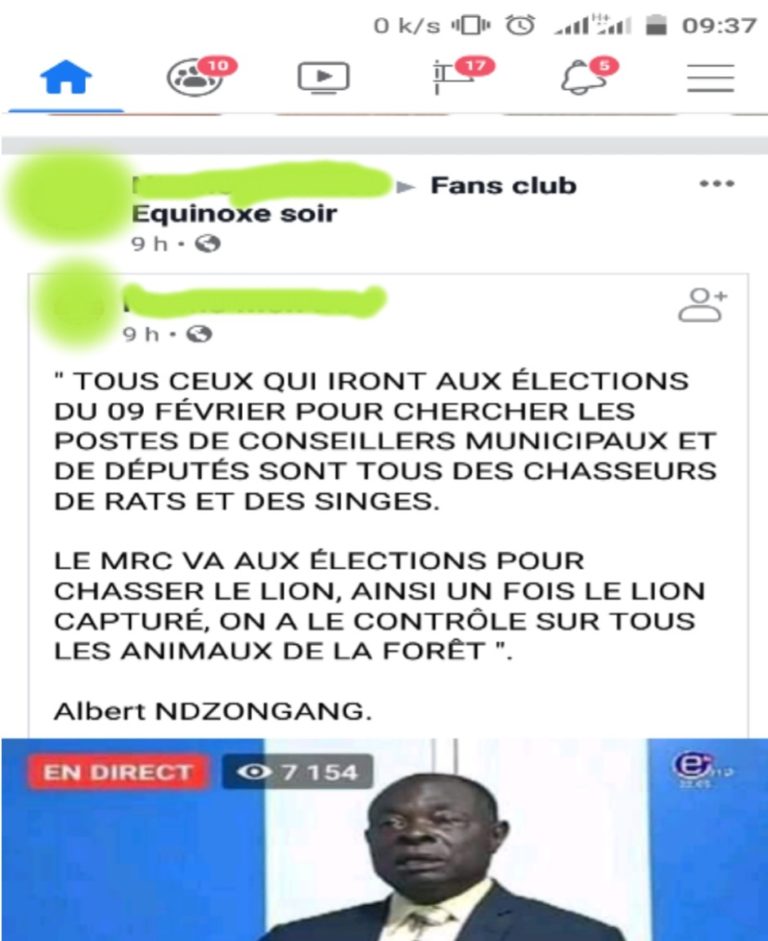 0 k/s H+ 09:37
10 17 5
Fans club
Equinoxe soir
9 h
9 h
" TOUS CEUX QUI IRONT AUX ÉLECTIONS
DU 09 FÉVRIER POUR CHERCHER LES
POSTES DE CONSEILLERS MUNICIPAUX ET
DE DÉPUTÉS SONT TOUS DES CHASSEURS
DE RATS ET DES SINGES.
LE MRC VA AUX ÉLECTIONS POUR
CHASSER LE LION, AINSI UN FOIS LE LION
CAPTURÉ, ON A LE CONTRÔLE SUR TOUS
LES ANIMAUX DE LA FORÊT ".
Albert NDZONGANG.
EN DIRECT 7 154